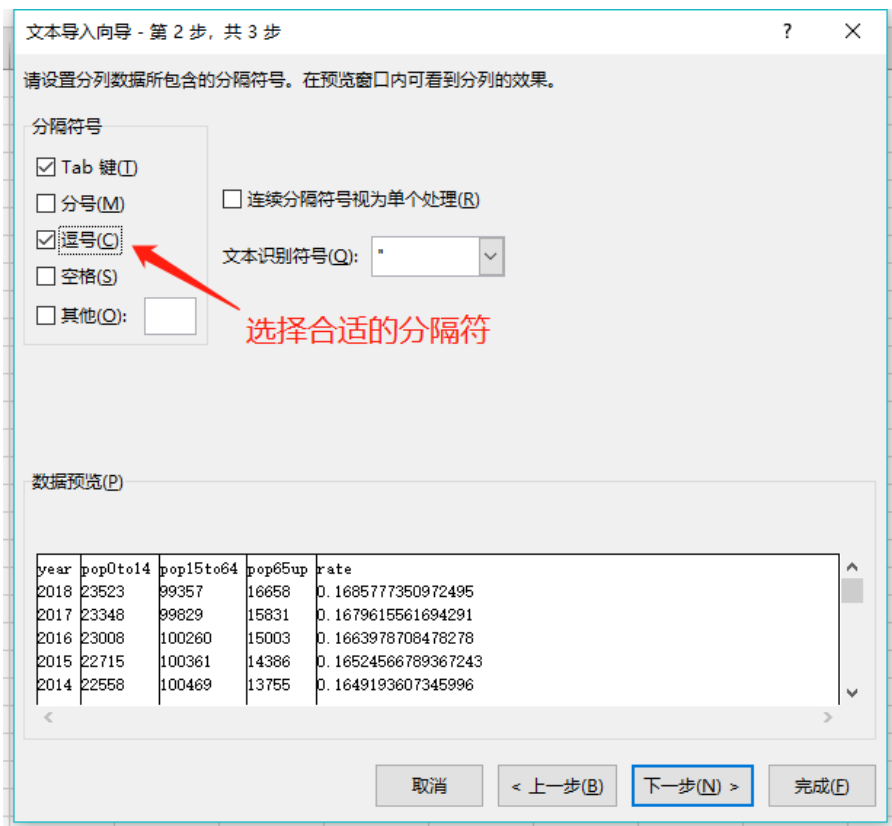 文本导入向导 - 第 2 步，共 3 步 ?
请设置分列数据所包含的分隔符号。在预览窗口内可看到分列的效果。
分隔符号
Tab 键(T)
分号(M)
连续分隔符号视为单个处理(R)
逗号(C)
文本识别符号(Q): "
空格(S)
其他(O):
选择合适的分隔符
数据预览(P)
year pop0to14 pop15to64 pop65up rate
2018 23523 99357 16658 0.1685777350972495
2017 23348 99829 15831 0.1679615561694291
2016 23008 100260 15003 0.1663978708478278
2015 22715 100361 14386 0.16524566789367243
2014 22558 100469 13755 0.1649193607345996
取消 < 上一步(B) 下一步(N) > 完成(F)